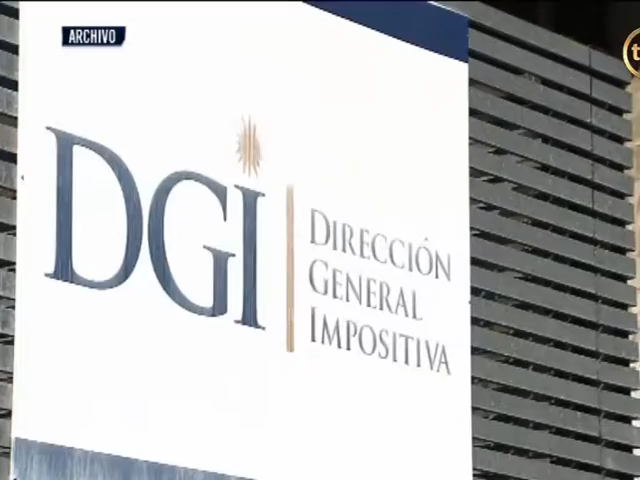 ARCHIVO
DGI
DIRECCIÓN
GENERAL
IMPOSITIVA